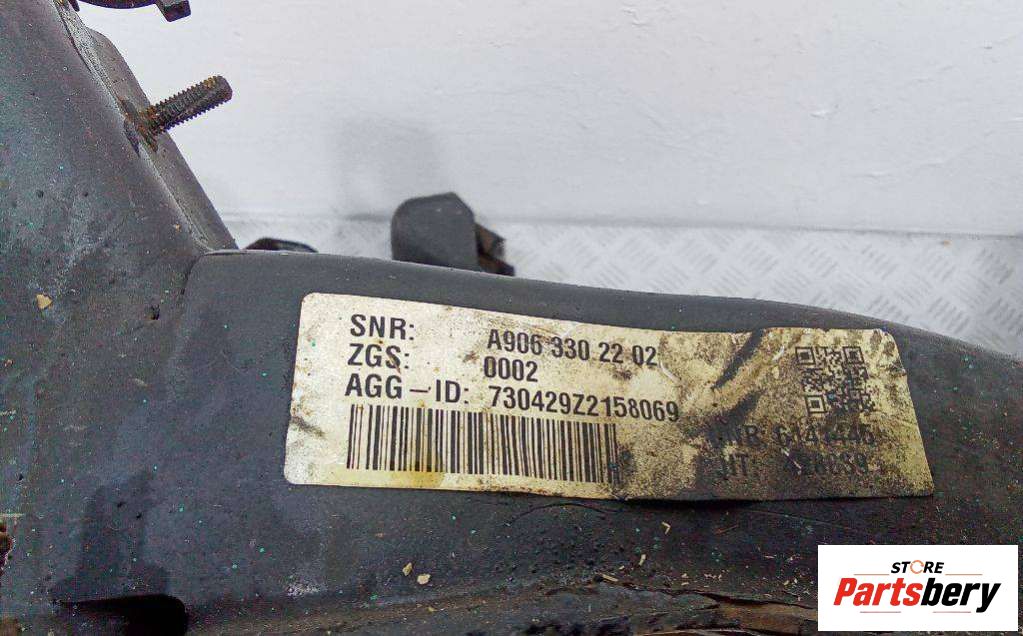 SNR: A906 330 22 02
ZGS: 0002
AGG-ID: 730429Z2158069
STORE
Partsbery